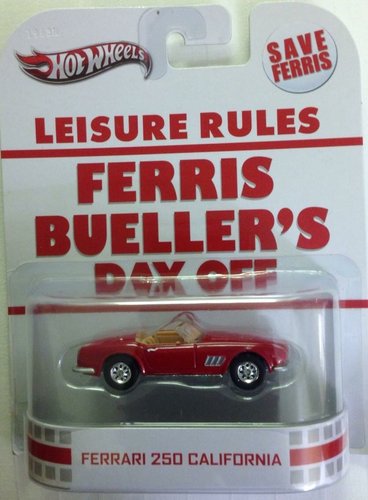 HOT WHEELS
SAVE
FERRIS
LEISURE RULES
FERRIS
BUELLER'S
DAY OFF
FERRARI 250 CALIFORNIA